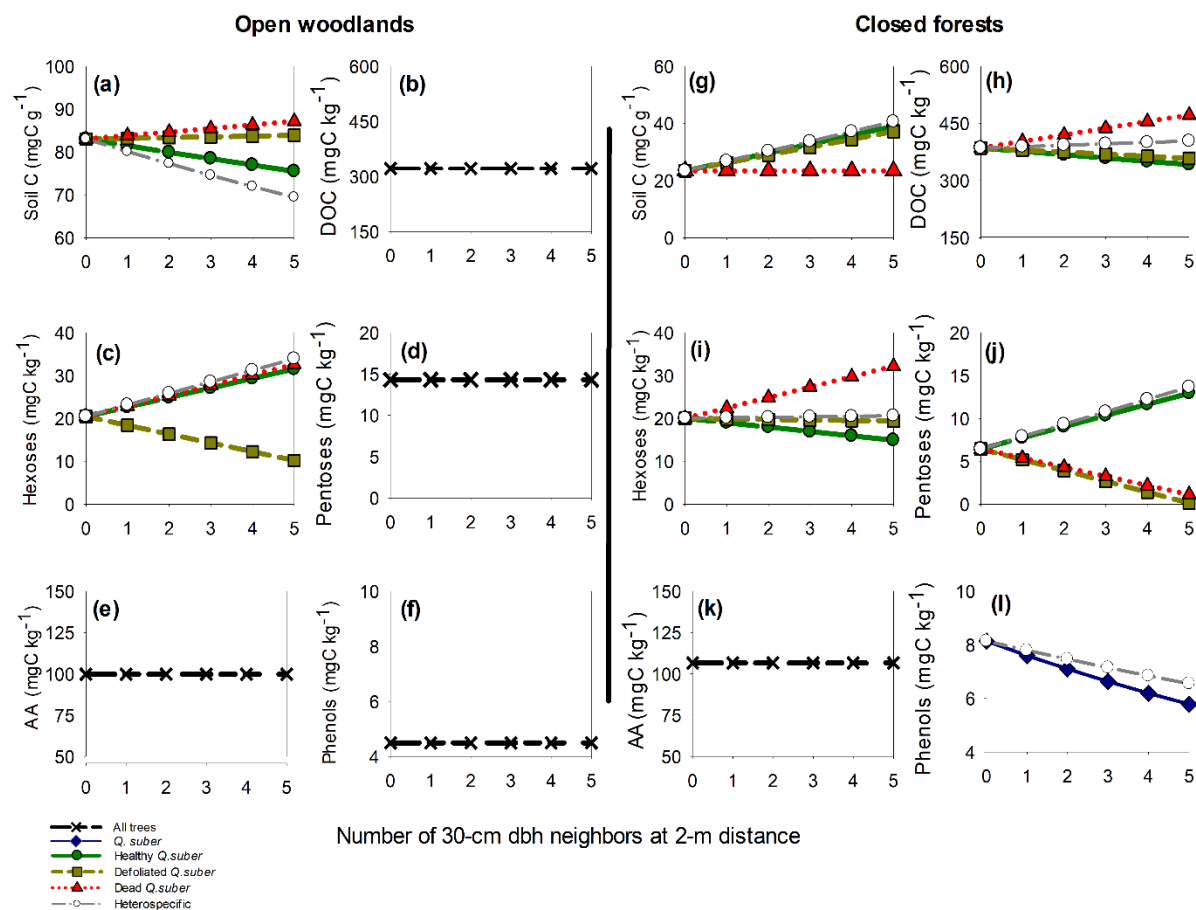 Open woodlands
Closed forests
(a)
Soil C (mgC g⁻¹)
100
90
80
70
60
0 1 2 3 4 5
(b)
DOC (mgC kg⁻¹)
600
450
300
150
0 1 2 3 4 5
(g)
Soil C (mgC g⁻¹)
60
40
20
0
0 1 2 3 4 5
(h)
DOC (mgC kg⁻¹)
600
450
300
150
0 1 2 3 4 5
(c)
Hexoses (mgC kg⁻¹)
40
30
20
10
0
0 1 2 3 4 5
(d)
Pentoses (mgC kg⁻¹)
20
15
10
5
0
0 1 2 3 4 5
(i)
Hexoses (mgC kg⁻¹)
40
30
20
10
0
0 1 2 3 4 5
(j)
Pentoses (mgC kg⁻¹)
20
15
10
5
0
0 1 2 3 4 5
(e)
AA (mgC kg⁻¹)
150
125
100
75
50
0 1 2 3 4 5
(f)
Phenols (mgC kg⁻¹)
10
8
6
4
0 1 2 3 4 5
(k)
AA (mgC kg⁻¹)
150
125
100
75
50
0 1 2 3 4 5
(l)
Phenols (mgC kg⁻¹)
10
8
6
4
0 1 2 3 4 5
Number of 30-cm dbh neighbors at 2-m distance
All trees
Q. suber
Healthy Q.suber
Defoliated Q.suber
Dead Q.suber
Heterospecific